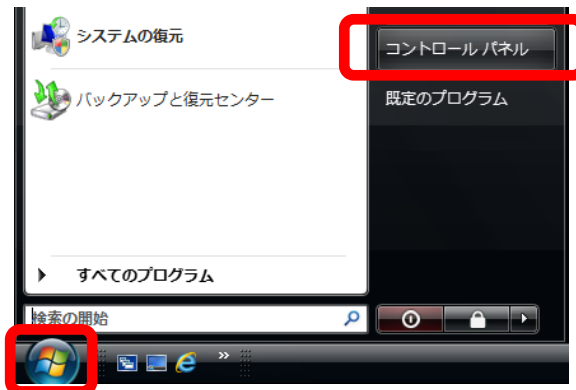 システムの復元
コントロール パネル
バックアップと復元センター
既定のプログラム
すべてのプログラム
検索の開始